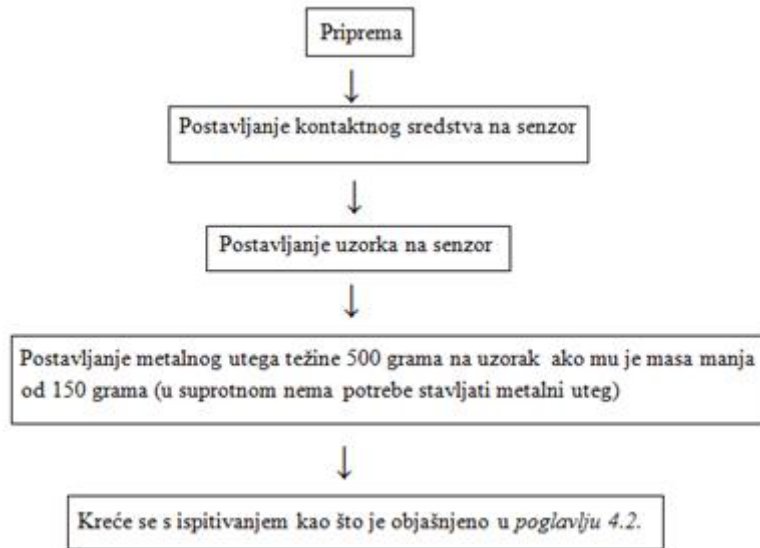 Priprema
Postavljanje kontaktnog sredstva na senzor
Postavljanje uzorka na senzor
Postavljanje metalnog utega težine 500 grama na uzorak ako mu je masa manja
od 150 grama (u suprotnom nema potrebe stavljati metalni uteg)
Kreće se s ispitivanjem kao što je objašnjeno u poglavlju 4.2.